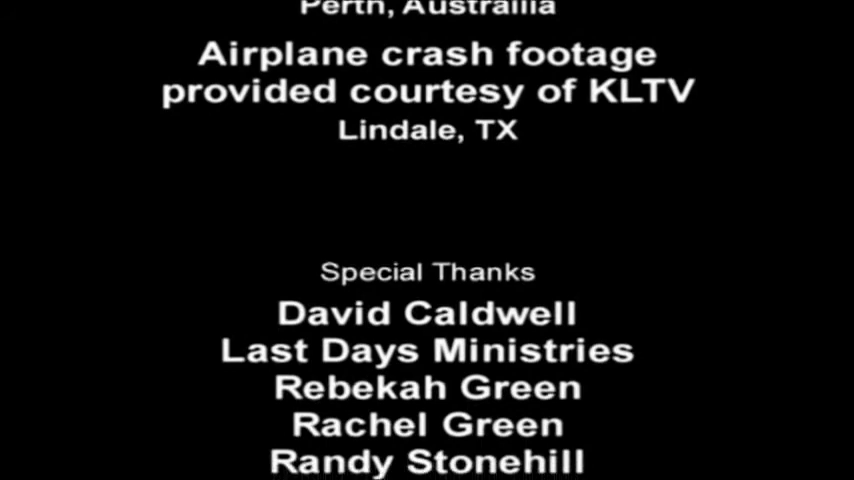 Perth, Austrailia
Airplane crash footage
provided courtesy of KLTV
Lindale, TX
Special Thanks
David Caldwell
Last Days Ministries
Rebekah Green
Rachel Green
Randy Stonehill